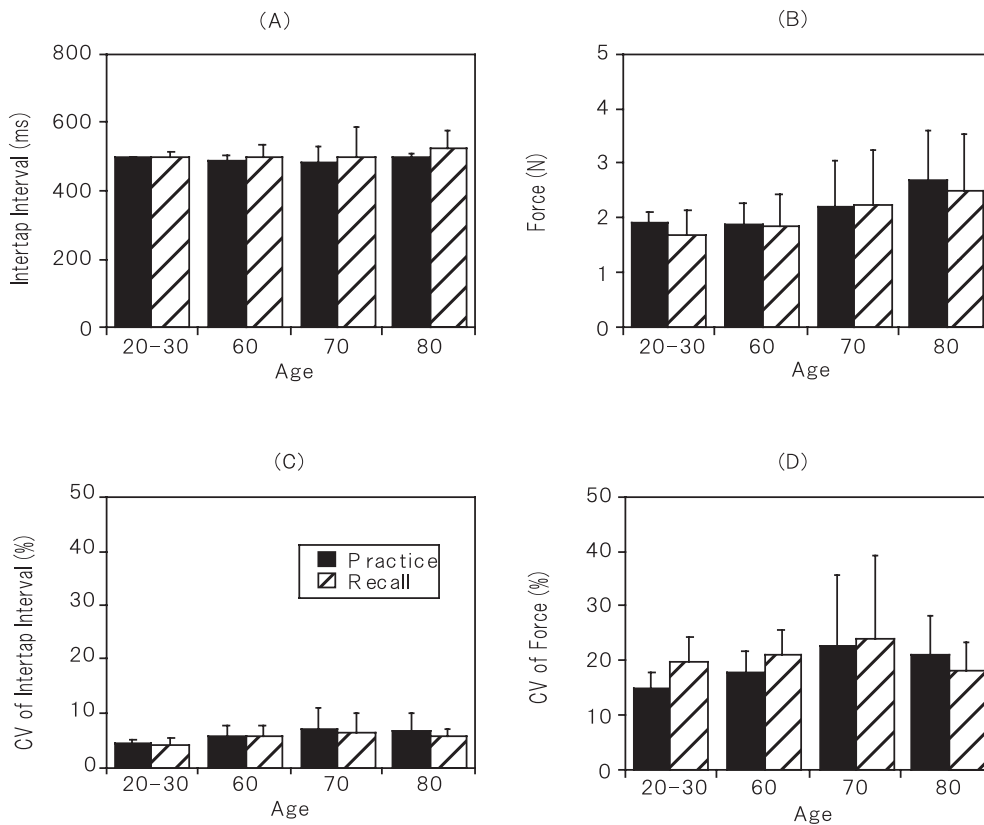 (A)
Intertap Interval (ms)
800
600
400
200
0
20-30 60 70 80
Age
(B)
Force (N)
5
4
3
2
1
0
20-30 60 70 80
Age
(C)
CV of Intertap Interval (%)
50
40
30
20
10
0
Practice
Recall
20-30 60 70 80
Age
(D)
CV of Force (%)
50
40
30
20
10
0
20-30 60 70 80
Age